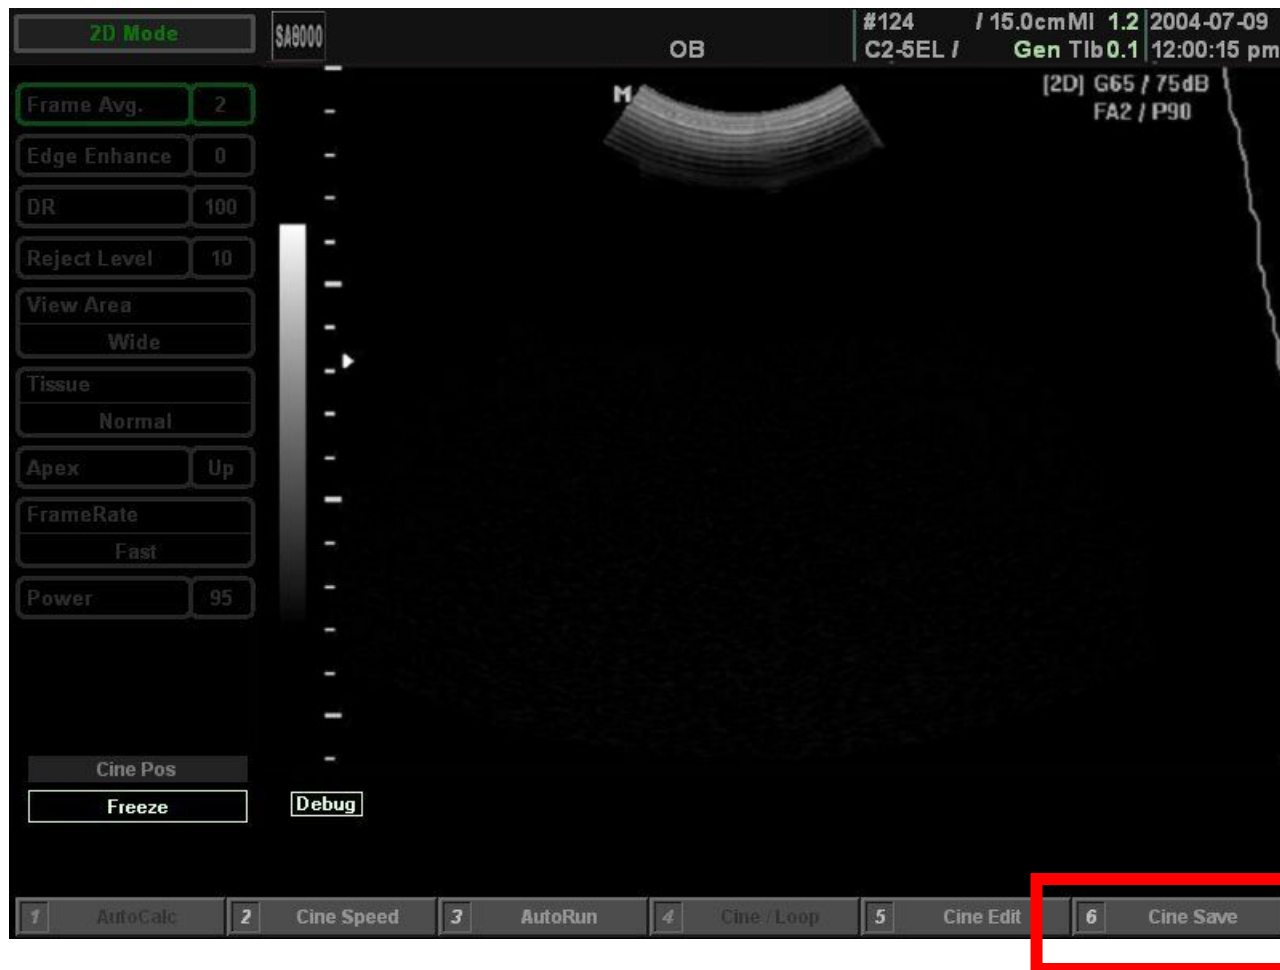 2D Mode
SA8000
OB
#124 / 15.0cm MI 1.2 2004-07-09
C2-5EL / Gen TIb 0.1 12:00:15 pm
[2D] G65 / 75dB
FA2 / P90
M
Frame Avg. 2
Edge Enhance 0
DR 100
Reject Level 10
View Area
Wide
Tissue
Normal
Apex Up
FrameRate
Fast
Power 95
Cine Pos
Freeze
Debug
1 AutoCalc 2 Cine Speed 3 AutoRun 4 Cine / Loop 5 Cine Edit 6 Cine Save